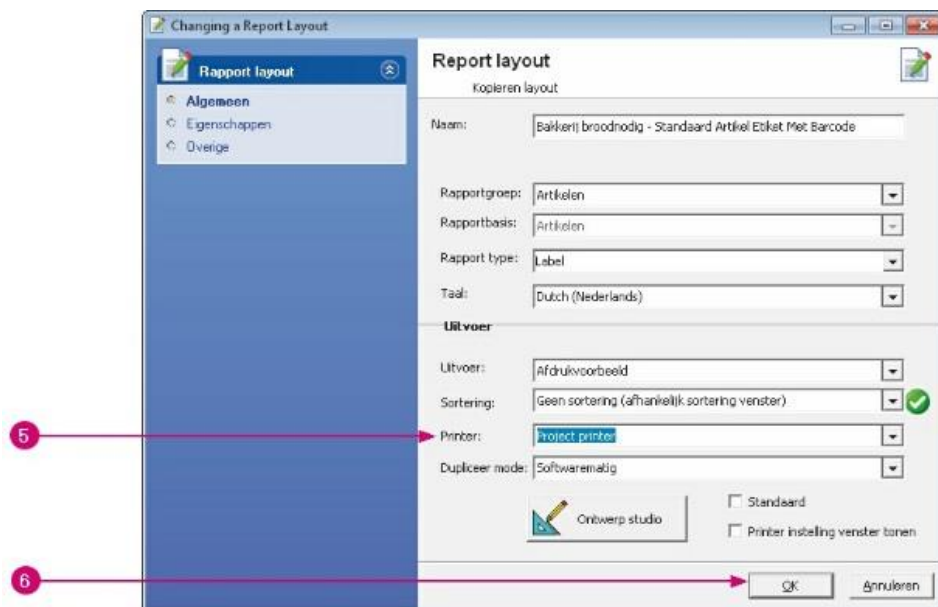 Changing a Report Layout
Rapport layout
Algemeen
Eigenschappen
Overige
Report layout
Kopieren layout
Naam: Bakkerij broodnodig - Standaard Artikel Etiket Met Barcode
Rapportgroep: Artikelen
Rapportbasis: Artikelen
Rapport type: Label
Taal: Dutch (Nederlands)
Uitvoer
Uitvoer: Afdrukvoorbeeld
Sortering: Geen sortering (afhankelijk sortering venster)
5 Printer: Project printer
Dupliceer mode: Softwarematig
Ontwerp studio
Standaard
Printer instelling venster tonen
6 OK Annuleren